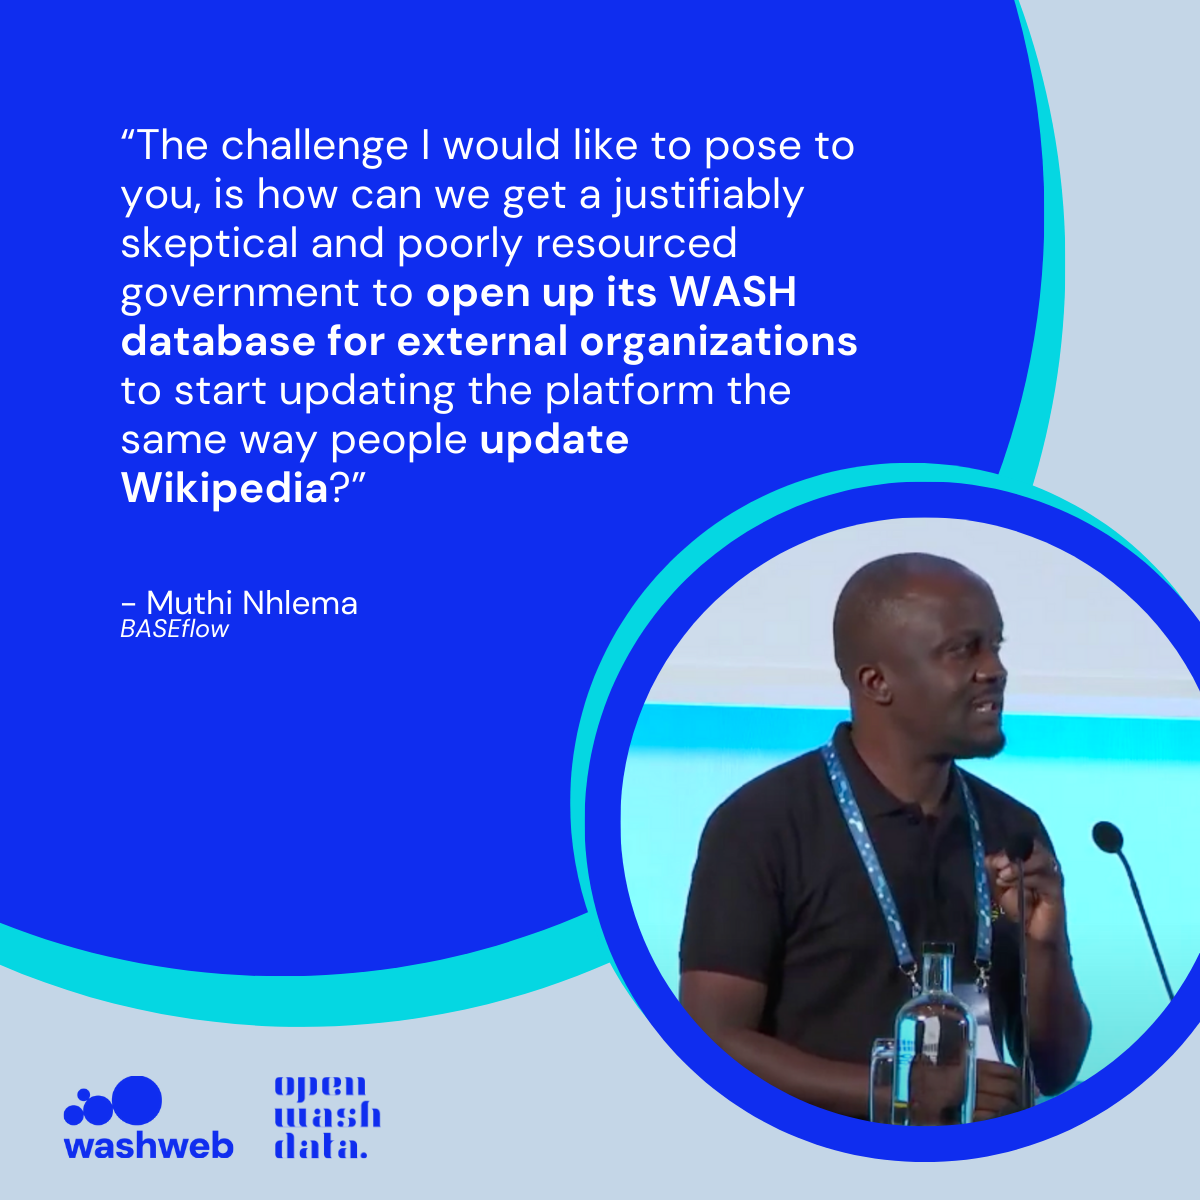 “The challenge I would like to pose to
you, is how can we get a justifiably
skeptical and poorly resourced
government to open up its WASH
database for external organizations
to start updating the platform the
same way people update
Wikipedia?”
- Muthi Nhlema
BASEflow
washweb
open
wash
data.